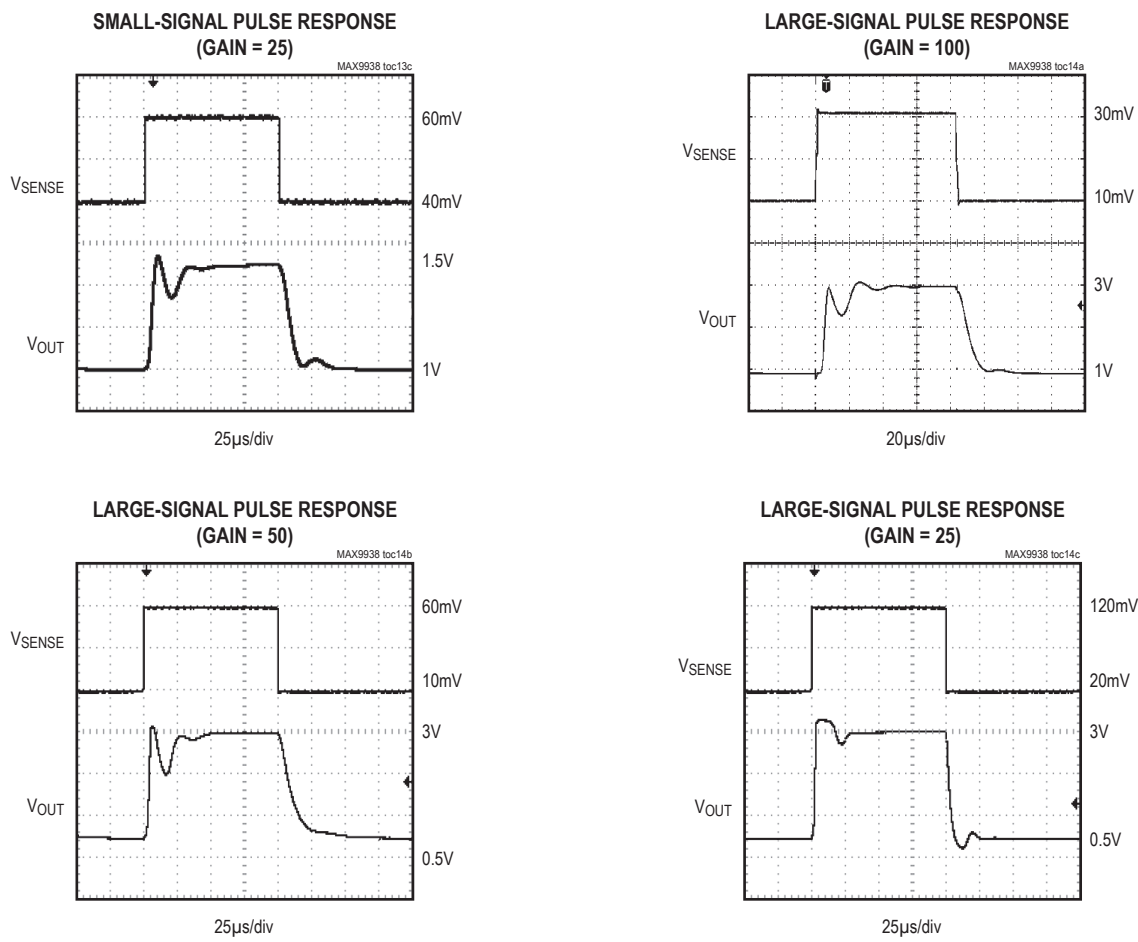 SMALL-SIGNAL PULSE RESPONSE
(GAIN = 25)
MAX9938 toc13c
VSENSE
60mV
40mV
1.5V
VOUT
1V
25µs/div
LARGE-SIGNAL PULSE RESPONSE
(GAIN = 100)
MAX9938 toc14a
T
VSENSE
30mV
10mV
3V
VOUT
1V
20µs/div
LARGE-SIGNAL PULSE RESPONSE
(GAIN = 50)
MAX9938 toc14b
60mV
VSENSE
10mV
3V
VOUT
0.5V
25µs/div
LARGE-SIGNAL PULSE RESPONSE
(GAIN = 25)
MAX9938 toc14c
120mV
VSENSE
20mV
3V
VOUT
0.5V
25µs/div